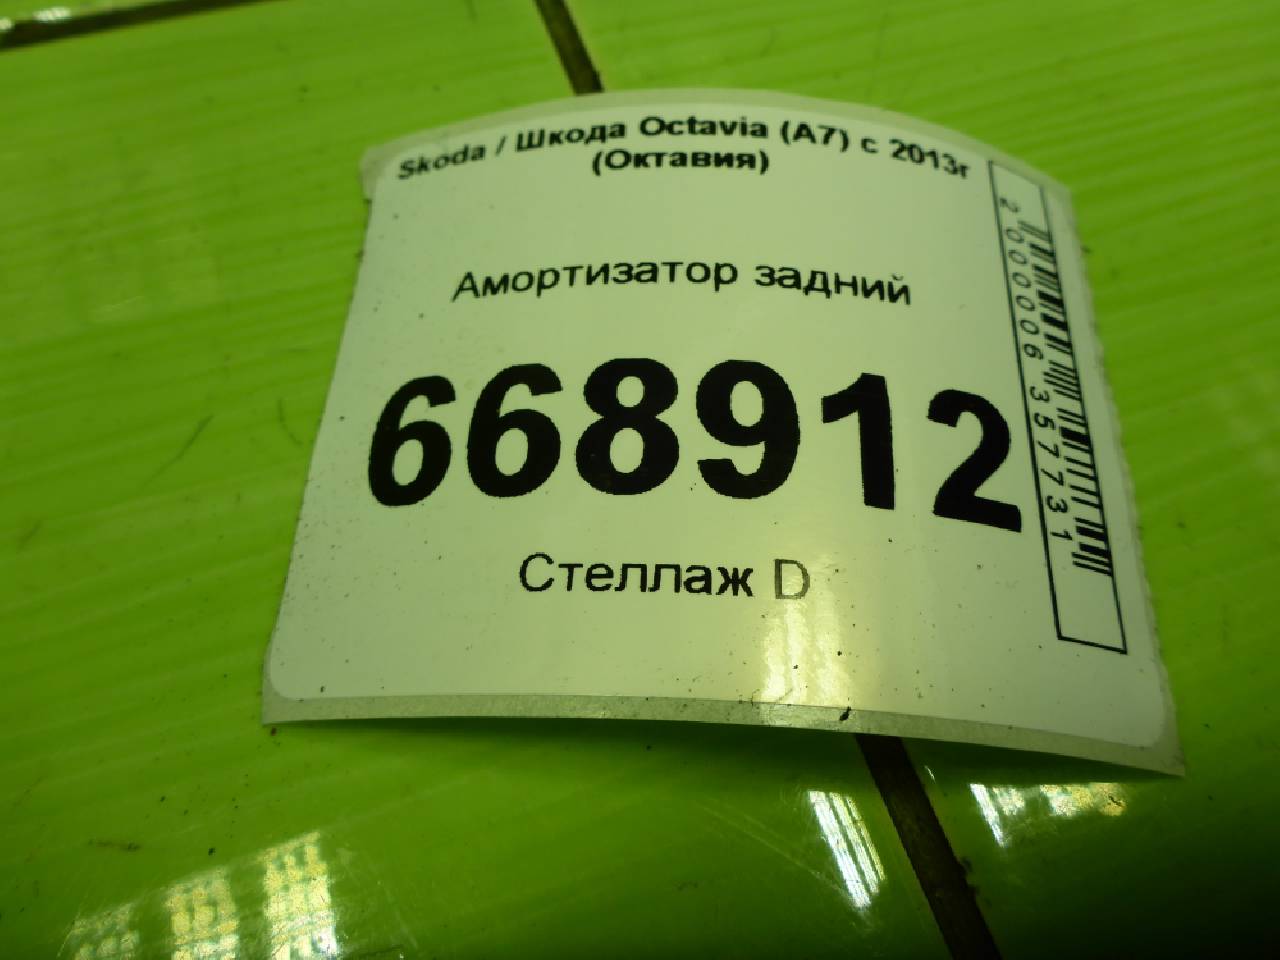 Skoda / Шкода Octavia (A7) с 2013г
(Октавия)
Амортизатор задний
668912
Стеллаж D
2000006357731